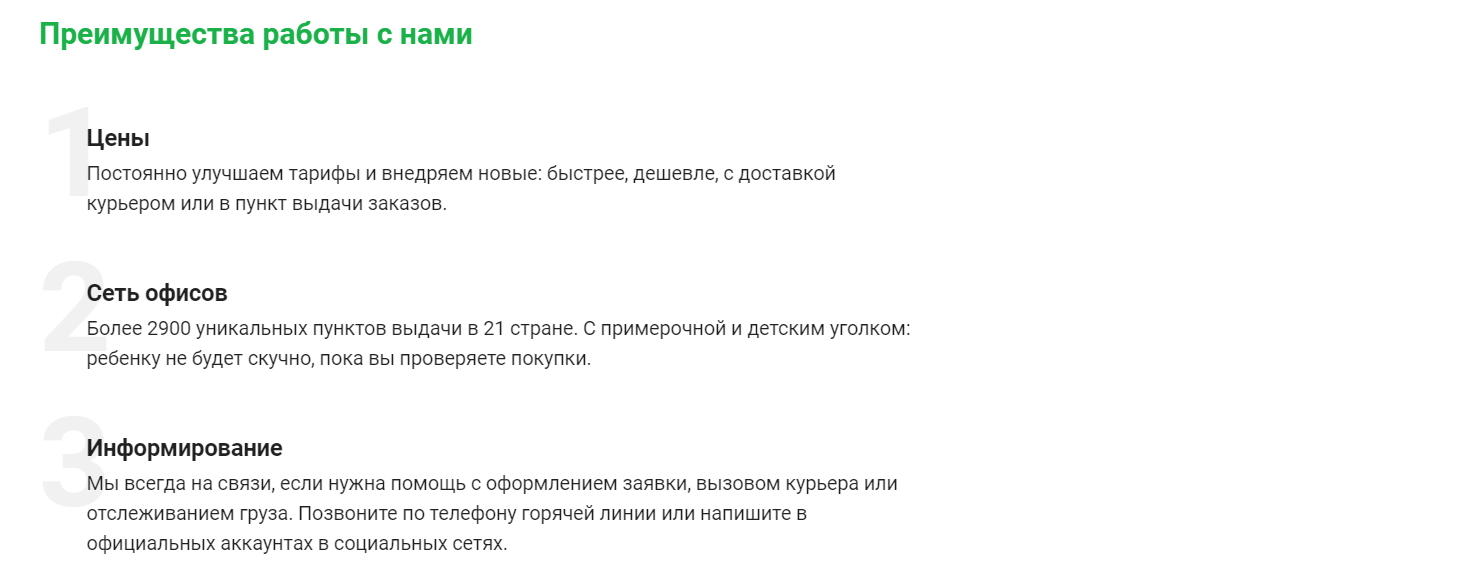 Преимущества работы с нами
1
Цены
Постоянно улучшаем тарифы и внедряем новые: быстрее, дешевле, с доставкой
курьером или в пункт выдачи заказов.
2
Сеть офисов
Более 2900 уникальных пунктов выдачи в 21 стране. С примерочной и детским уголком:
ребенку не будет скучно, пока вы проверяете покупки.
3
Информирование
Мы всегда на связи, если нужна помощь с оформлением заявки, вызовом курьера или
отслеживанием груза. Позвоните по телефону горячей линии или напишите в
официальных аккаунтах в социальных сетях.